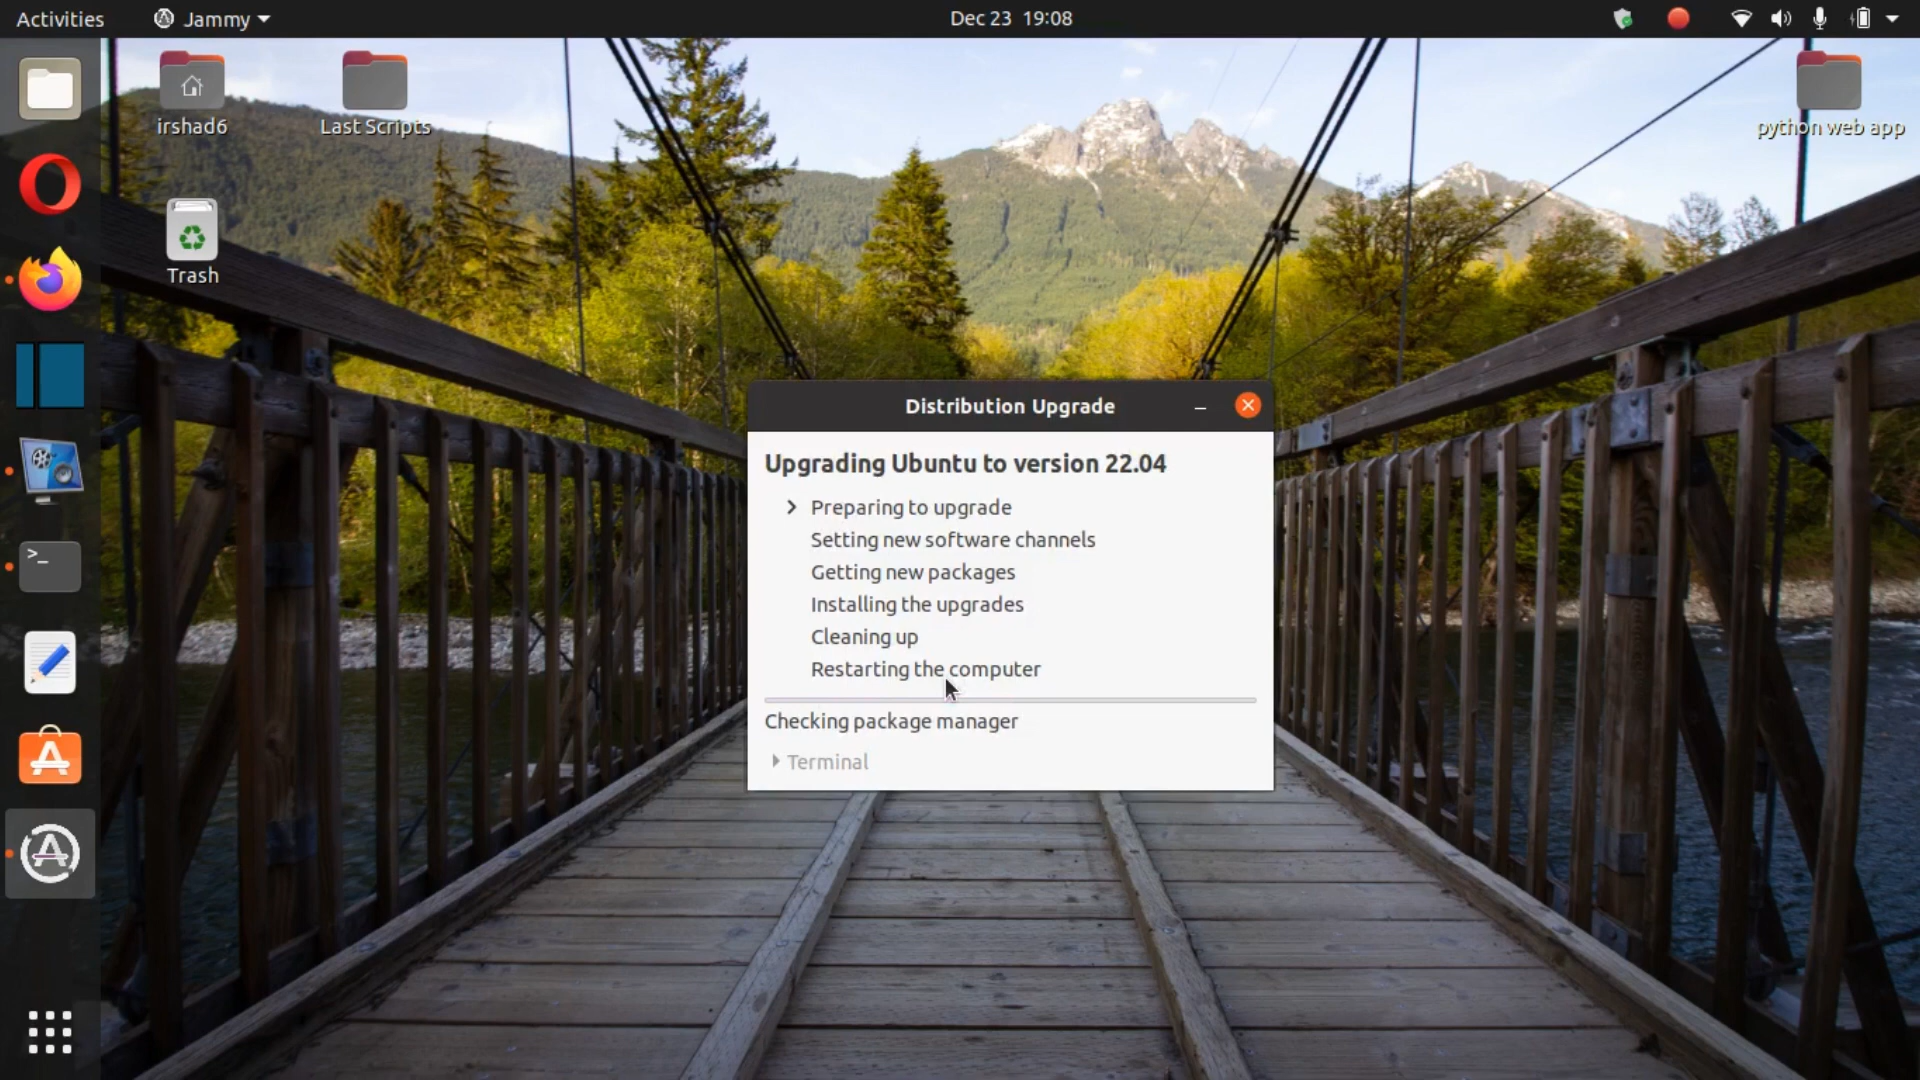 Activities
Jammy
Dec 23 19:08
irshad6
Last Scripts
python web app
Trash
Distribution Upgrade
Upgrading Ubuntu to version 22.04
Preparing to upgrade
Setting new software channels
Getting new packages
Installing the upgrades
Cleaning up
Restarting the computer
Checking package manager
Terminal